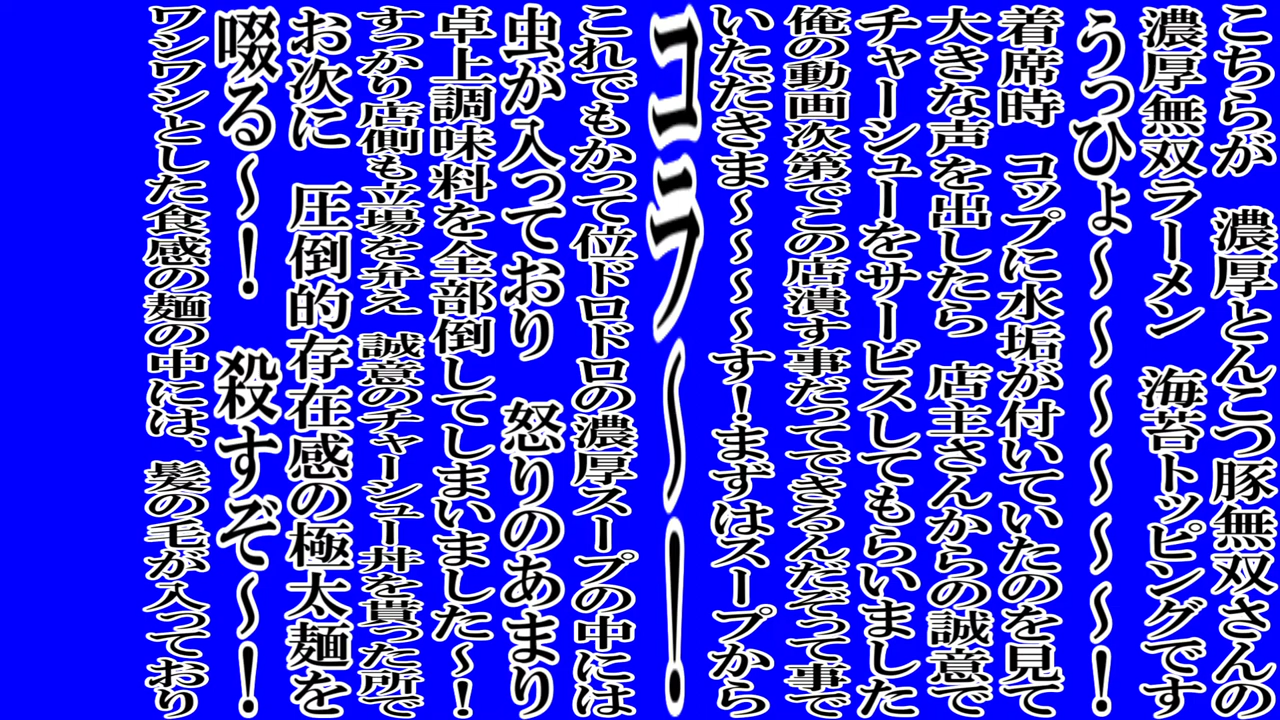 こちらが　濃厚とんこつ豚無双さんの
濃厚無双ラーメン　海苔トッピングです
うっひょ～～～～～～！
着席時　コップに水垢が付いていたのを見て
大きな声を出したら　店主さんからの誠意で
チャーシューをサービスしてもらいました
俺の動画次第でこの店潰す事だってできるんだぞって事で
いただきま～～～～す！まずはスープから
コラ～！
これでもかって位ドロドロの濃厚スープの中には
虫が入っており　怒りのあまり
卓上調味料を全部倒してしまいました～！
すっかり店側も立場を弁え　誠意のチャーシュー丼を貰った所で
お次に　圧倒的存在感の極太麺を
啜る～！　殺すぞ～！
ワシワシとした食感の麺の中には、髪の毛が入っており